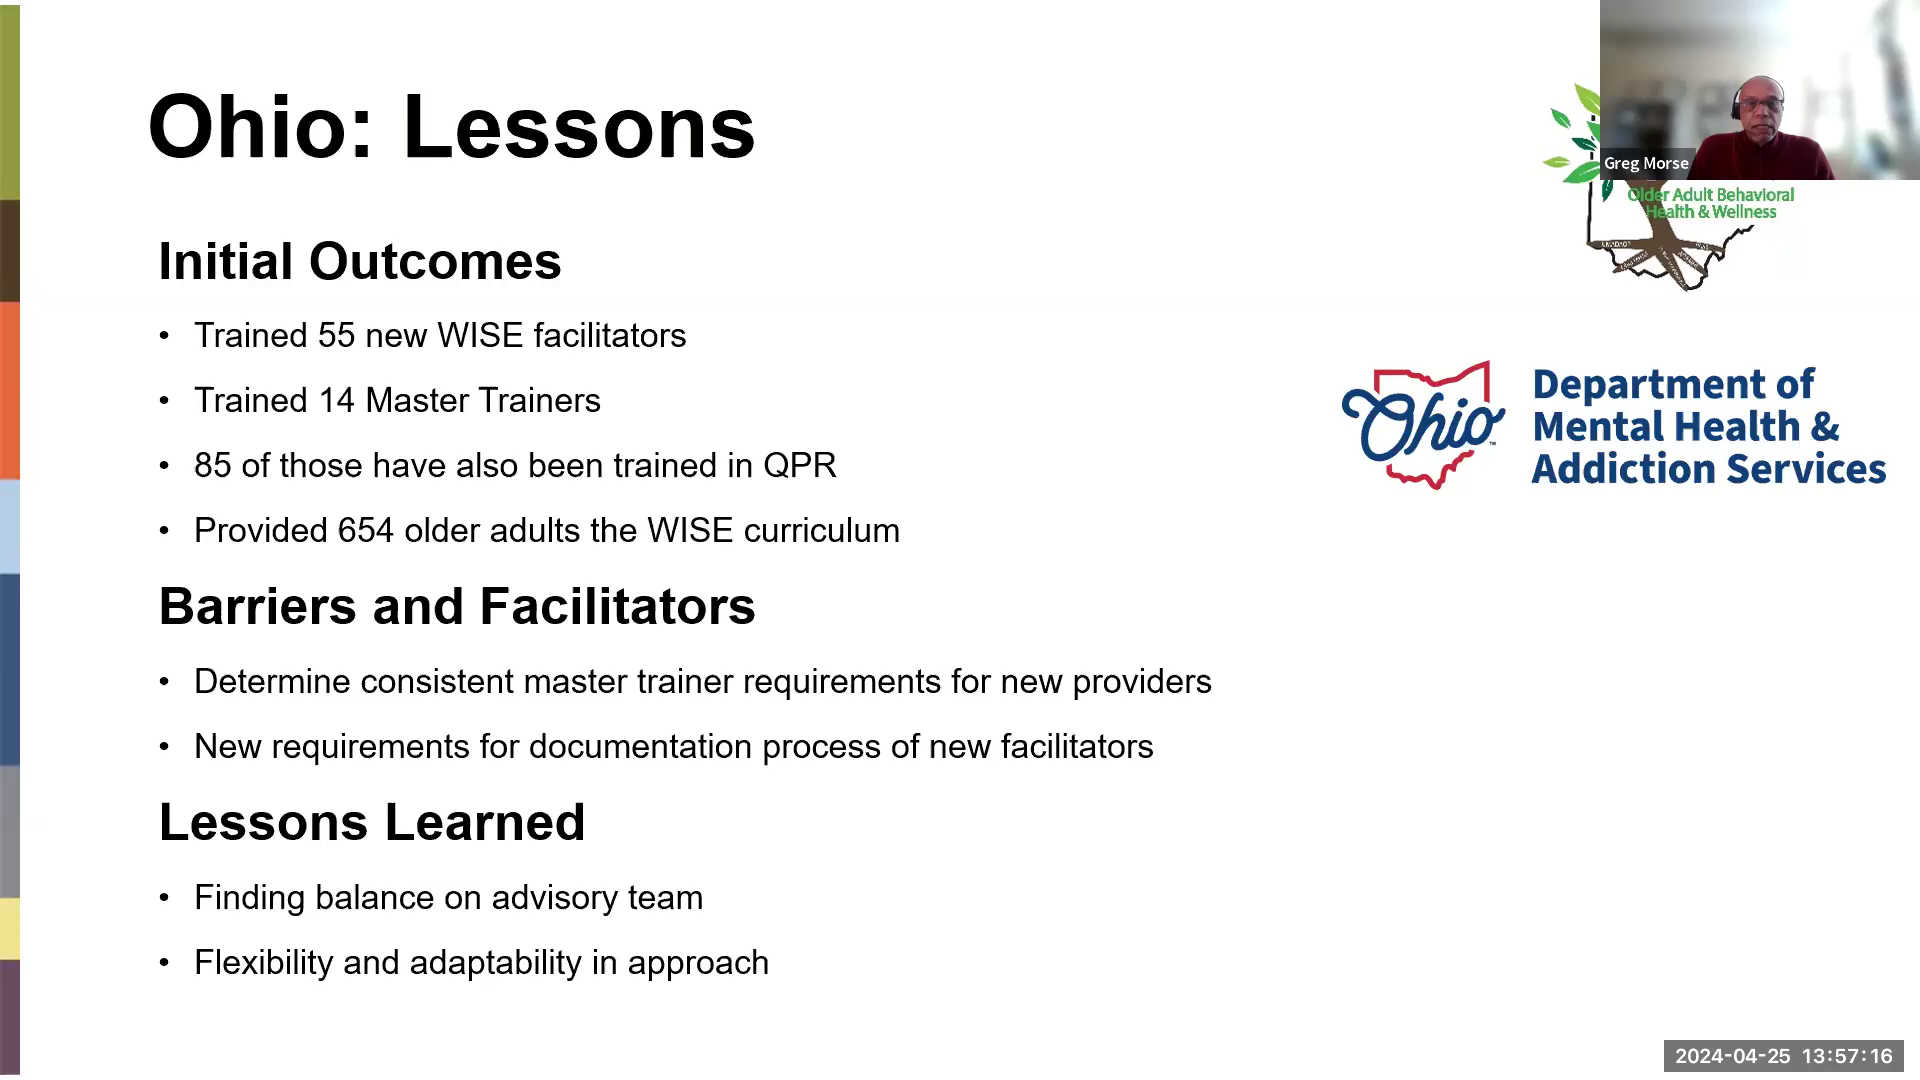 Ohio: Lessons
Greg Morse
Older Adult Behavioral
Health & Wellness
Initial Outcomes
• Trained 55 new WISE facilitators
• Trained 14 Master Trainers
• 85 of those have also been trained in QPR
• Provided 654 older adults the WISE curriculum
Ohio™
Department of
Mental Health &
Addiction Services
Barriers and Facilitators
• Determine consistent master trainer requirements for new providers
• New requirements for documentation process of new facilitators
Lessons Learned
• Finding balance on advisory team
• Flexibility and adaptability in approach
2024-04-25 13:57:16